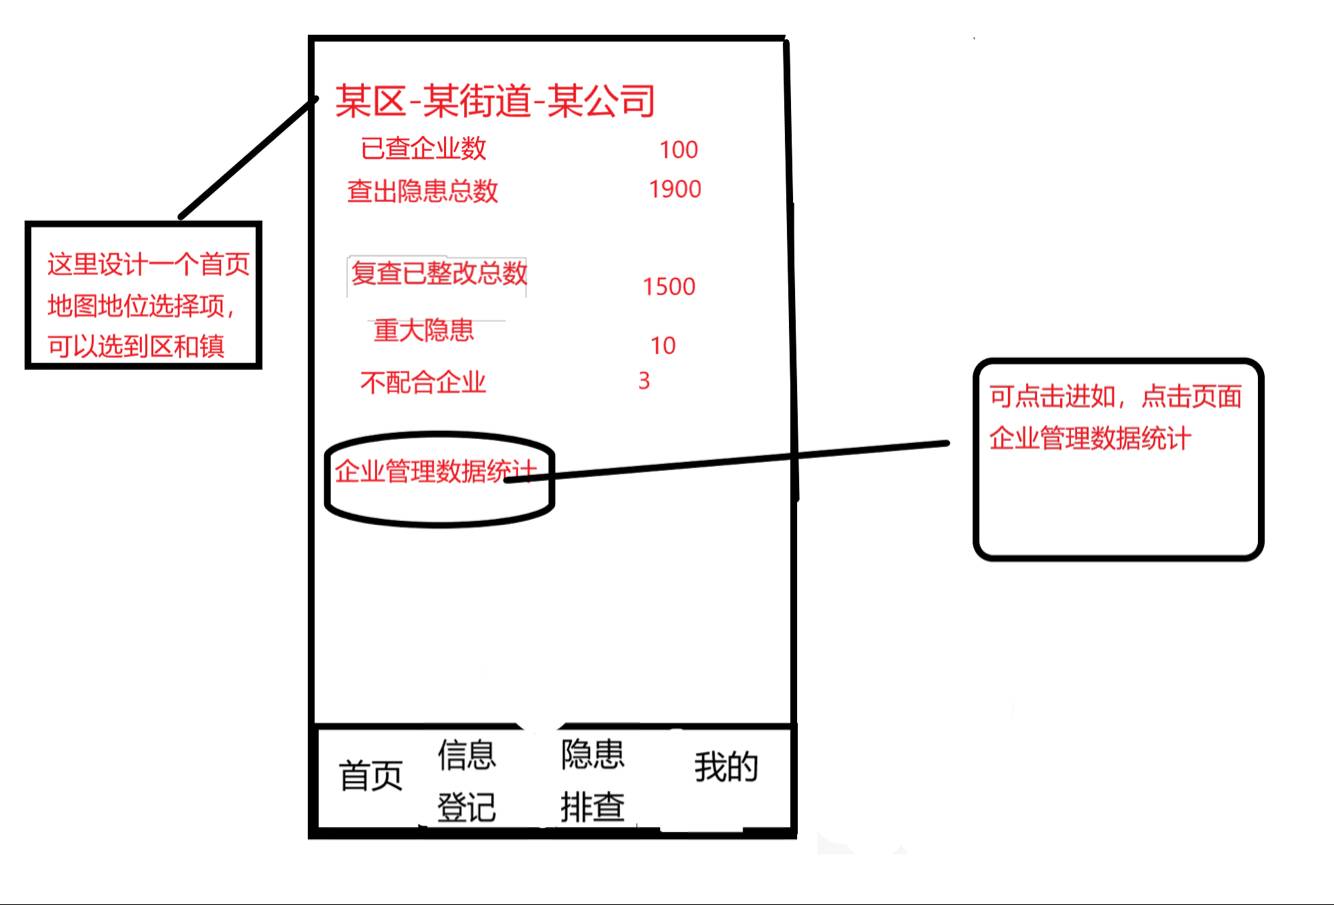 某区-某街道-某公司
已查企业数 100
查出隐患总数 1900
复查已整改总数 1500
重大隐患 10
不配合企业 3
企业管理数据统计
这里设计一个首页
地图地位选择项，
可以选到区和镇
可点击进如，点击页面
企业管理数据统计
首页
信息
登记
隐患
排查
我的